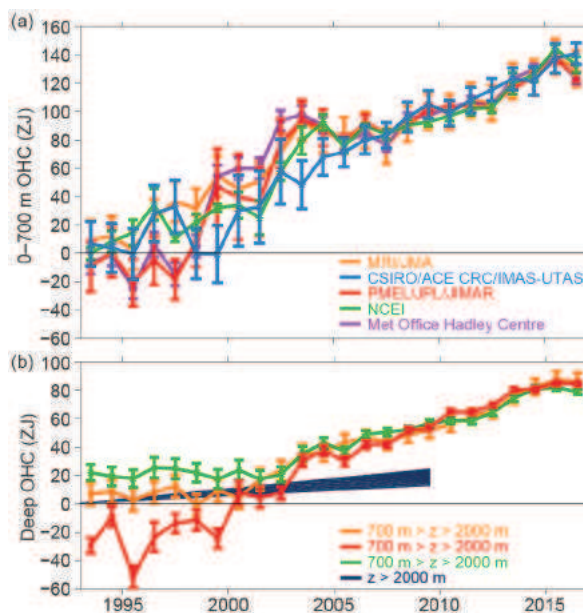 (a)
160
140
120
100
80
60
40
20
0
−20
−40
−60
0–700 m OHC (ZJ)
MRI/JMA
CSIRO/ACE CRC/IMAS-UTAS
PMEL/JPL/JIMAR
NCEI
Met Office Hadley Centre
(b)
100
80
60
40
20
0
−20
−40
−60
Deep OHC (ZJ)
700 m > z > 2000 m
700 m > z > 2000 m
700 m > z > 2000 m
z > 2000 m
1995 2000 2005 2010 2015